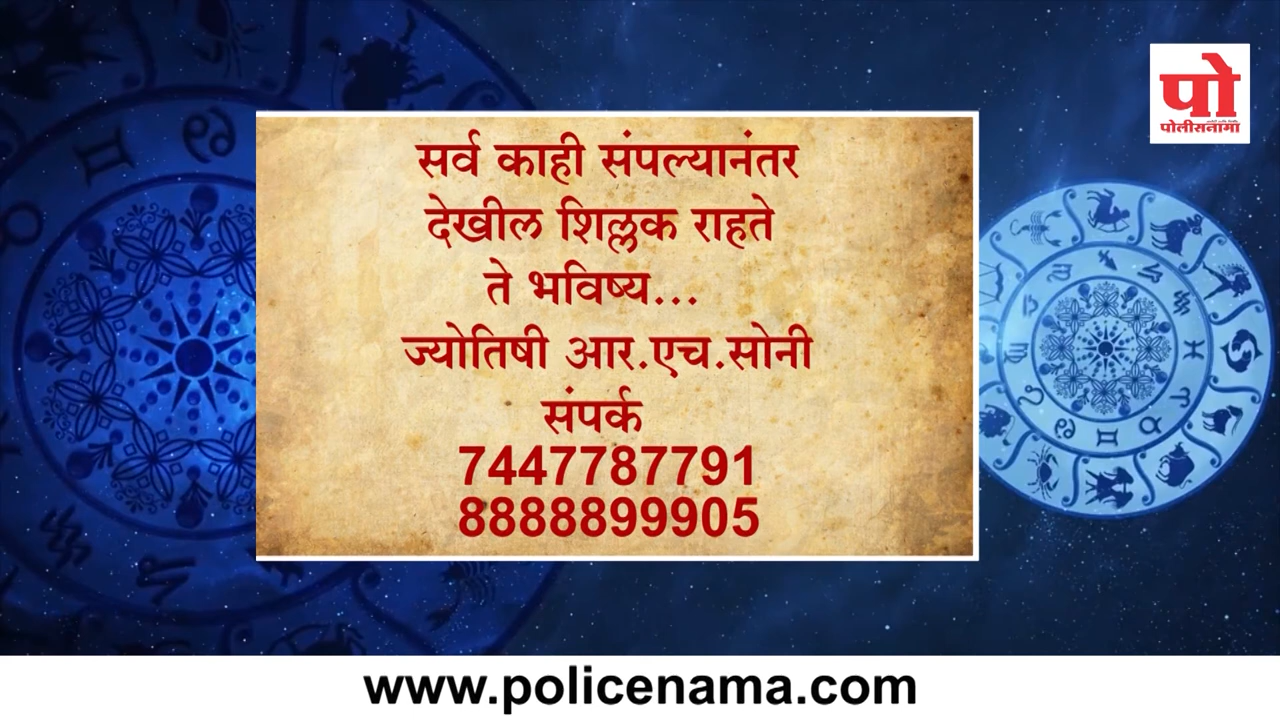 पो
पोलीसनामा
सर्व काही संपल्यानंतर
देखील शिल्लक राहते
ते भविष्य...
ज्योतिषी आर.एच.सोनी
संपर्क
7447787791
8888899905
www.policenama.com